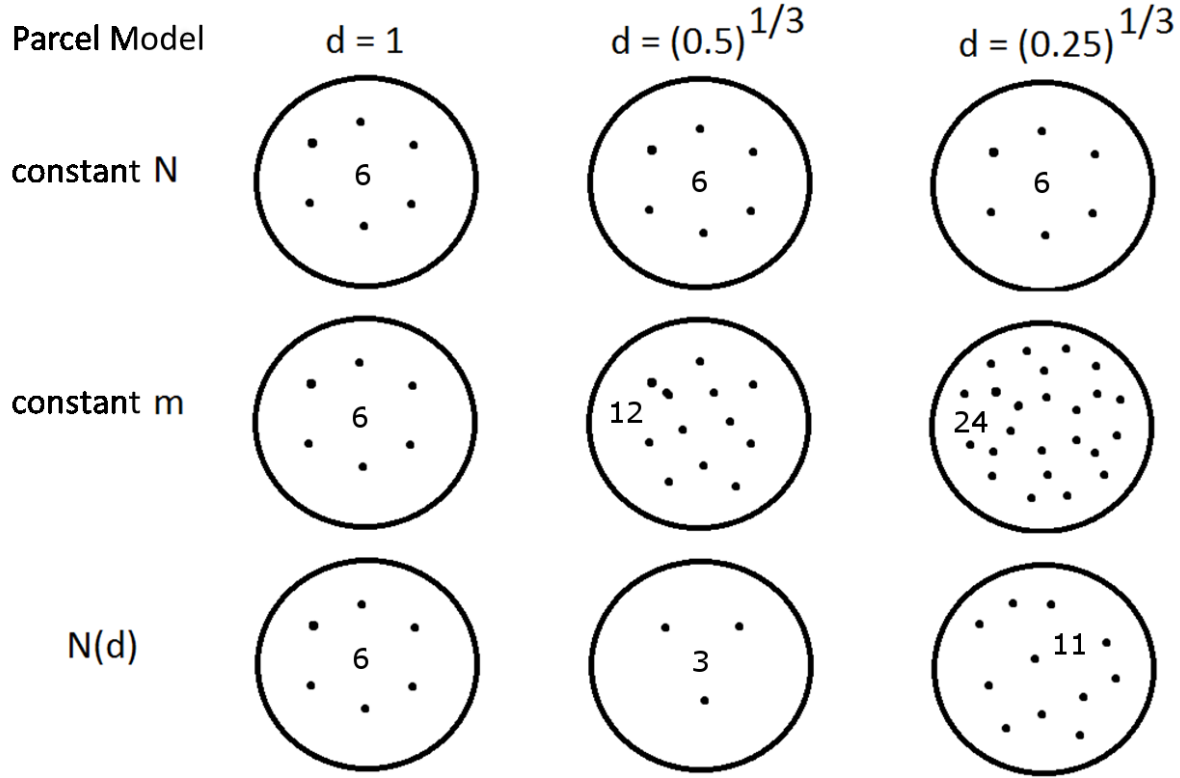 Parcel Model d = 1 d = (0.5)^1/3 d = (0.25)^1/3
constant N 6 6 6
constant m 6 12 24
N(d) 6 3 11